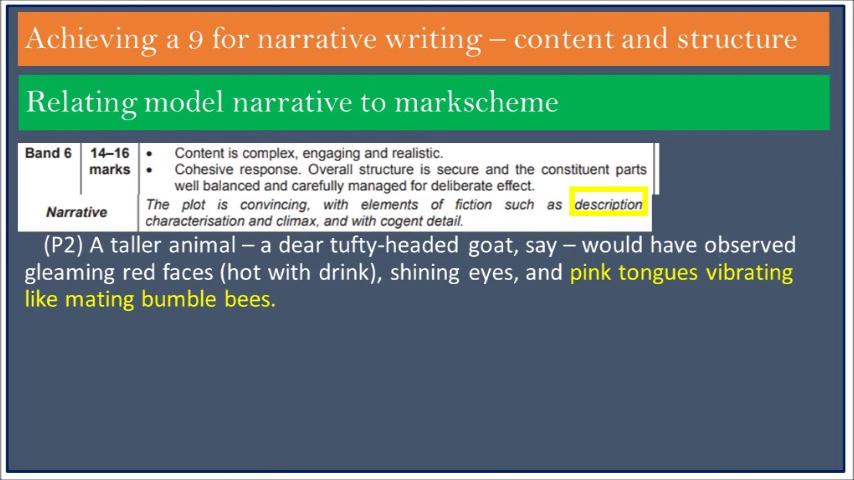 Achieving a 9 for narrative writing – content and structure
Relating model narrative to markscheme
Band 6 14–16 marks
• Content is complex, engaging and realistic.
• Cohesive response. Overall structure is secure and the constituent parts
well balanced and carefully managed for deliberate effect.
Narrative
The plot is convincing, with elements of fiction such as description
characterisation and climax, and with cogent detail.
(P2) A taller animal – a dear tufty-headed goat, say – would have observed
gleaming red faces (hot with drink), shining eyes, and pink tongues vibrating
like mating bumble bees.